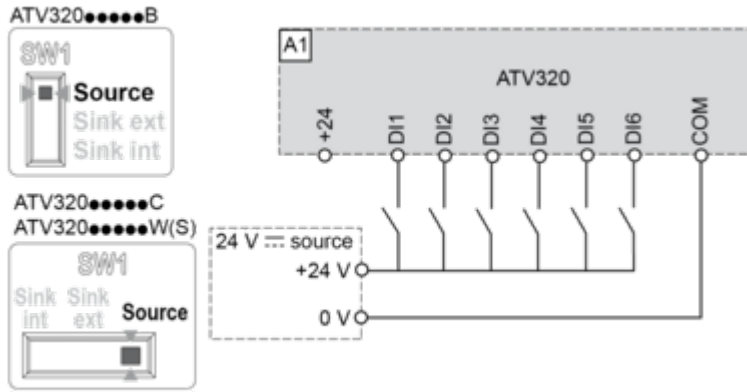 ATV320●●●●●B
SW1
Source
Sink ext
Sink int
ATV320●●●●●C
ATV320●●●●●W(S)
SW1
Sink int
Sink ext
Source
A1
ATV320
+24
DI1
DI2
DI3
DI4
DI5
DI6
COM
24 V ⎓ source
+24 V
0 V